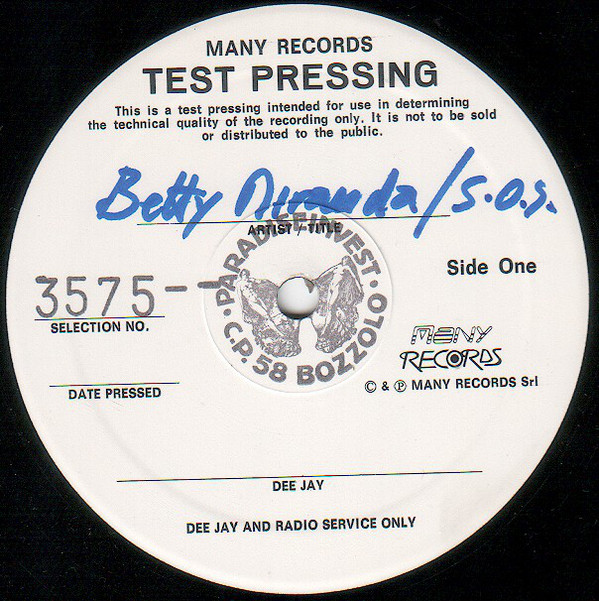 MANY RECORDS
TEST PRESSING
This is a test pressing intended for use in determining
the technical quality of the recording only. It is not to be sold
or distributed to the public.
Betty Miranda/S.O.S.
ARTIST / TITLE
PARADISE INVEST · C.P. 58 BOZZOLO ·
Side One
3575-1
SELECTION NO.
MANY
RECORDS
© & ℗ MANY RECORDS Srl
DATE PRESSED
DEE JAY
DEE JAY AND RADIO SERVICE ONLY